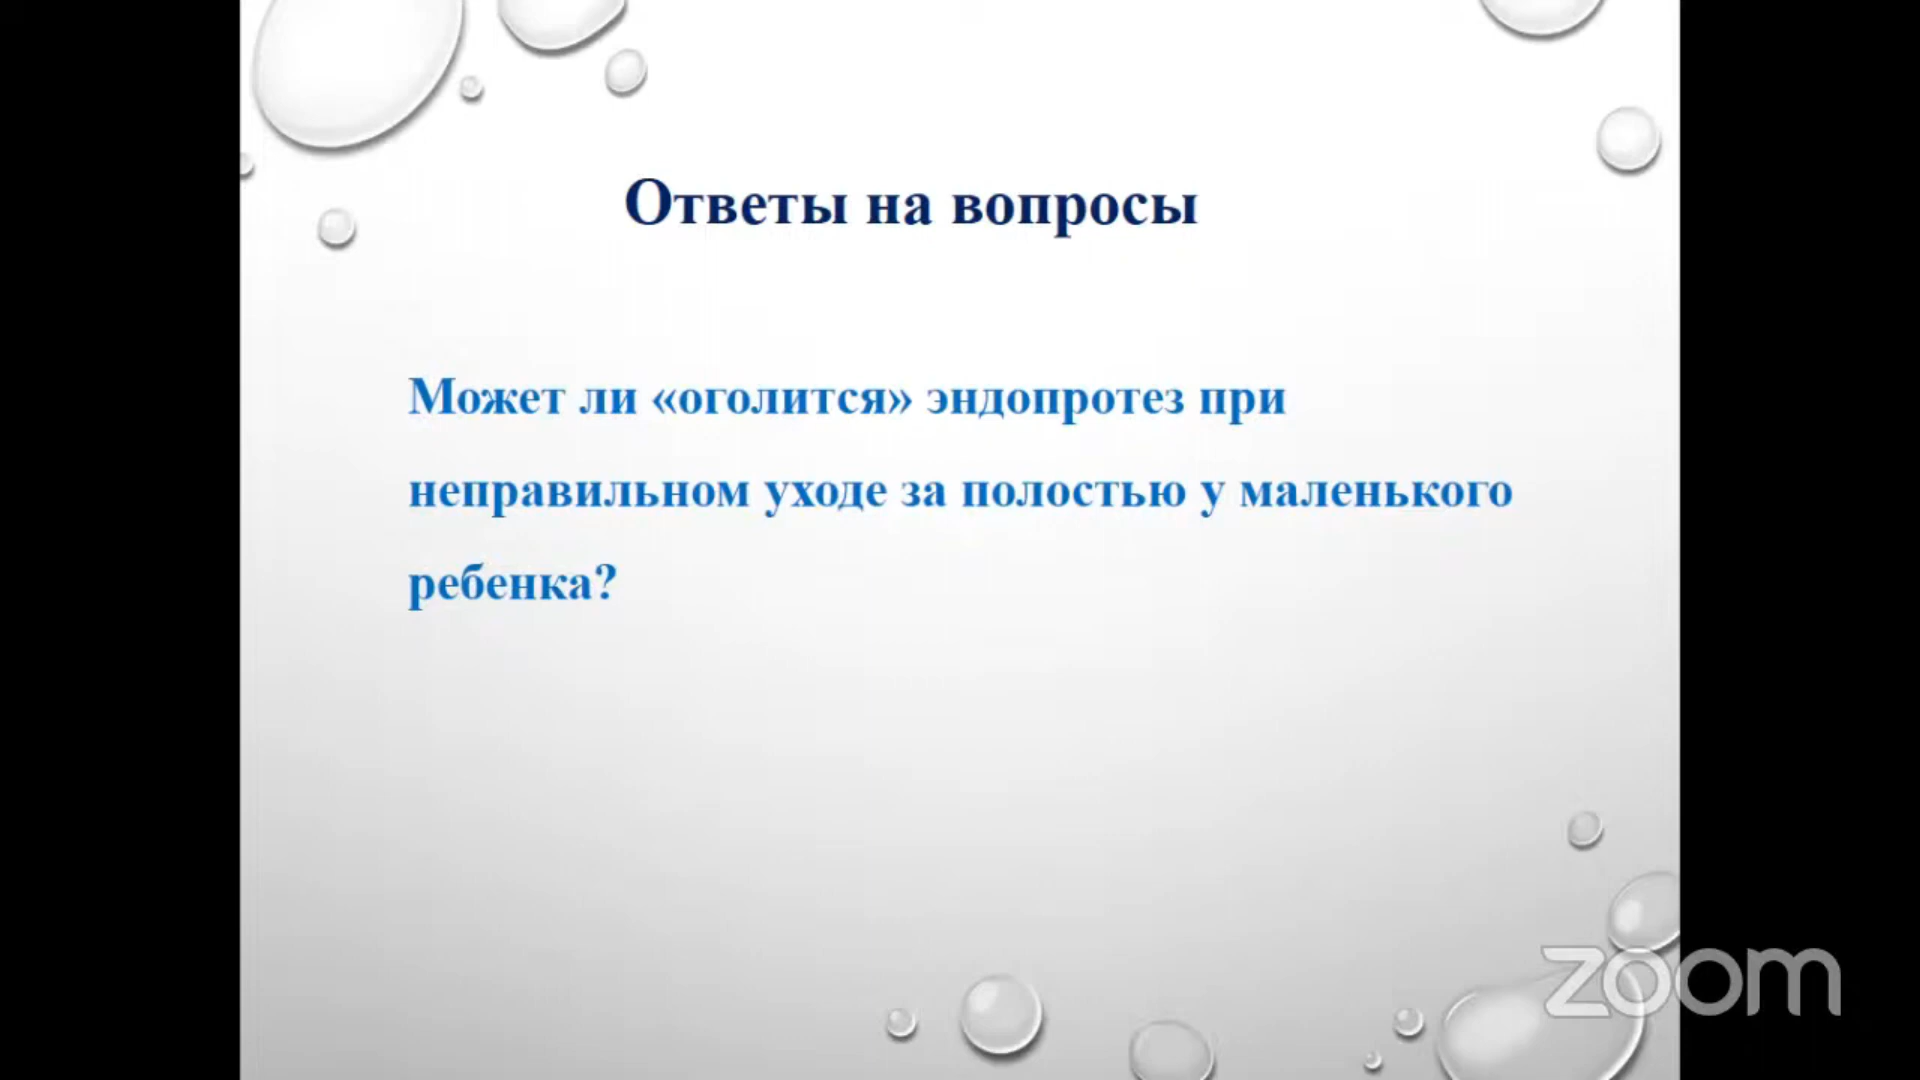 Ответы на вопросы
Может ли «оголится» эндопротез при
неправильном уходе за полостью у маленького
ребенка?
zoom